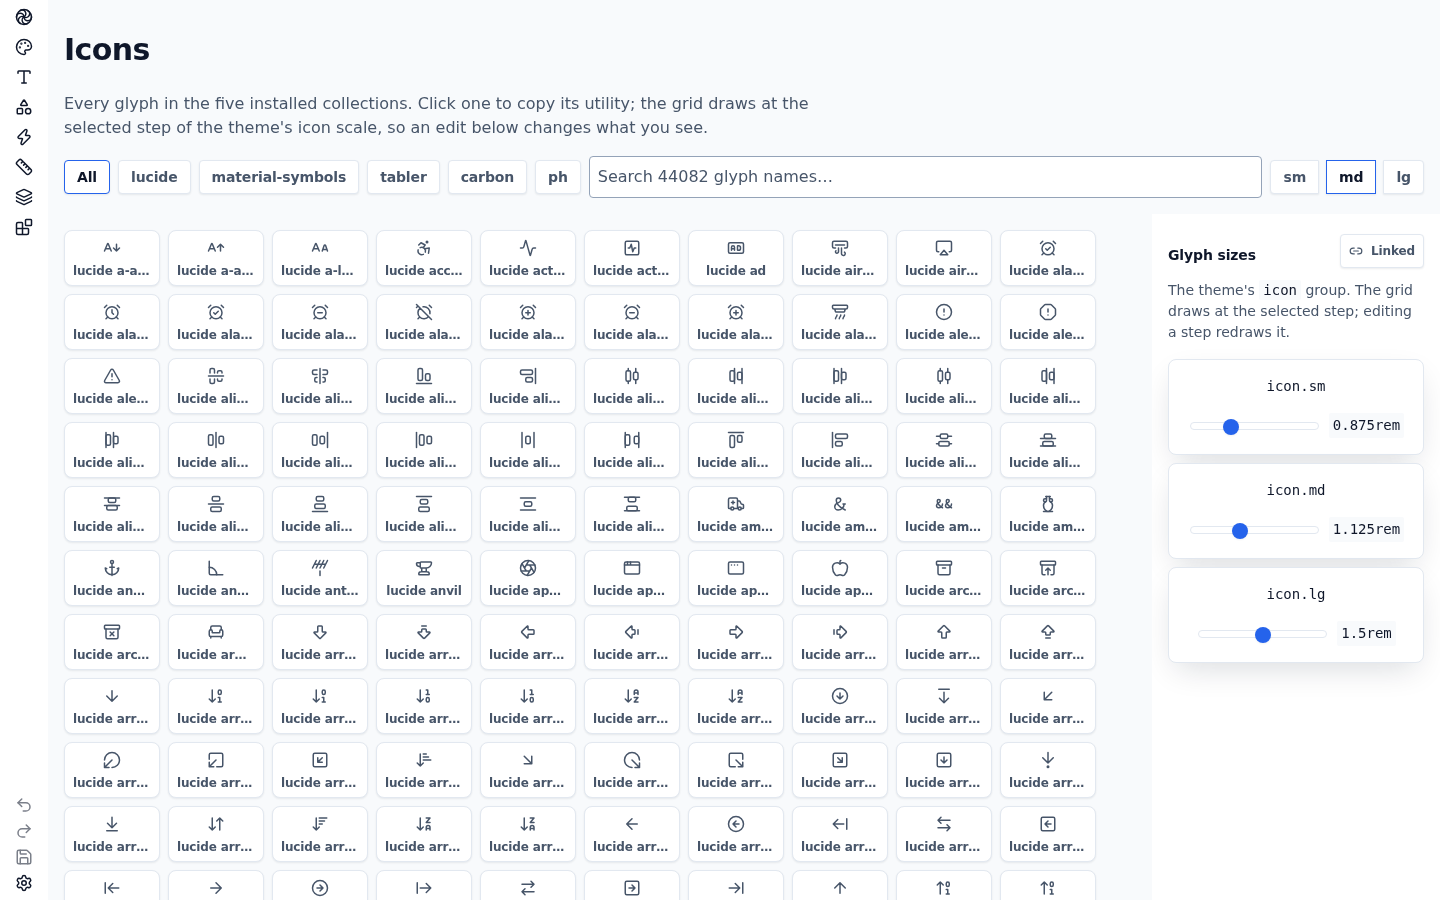 Icons
Every glyph in the five installed collections. Click one to copy its utility; the grid draws at the
selected step of the theme's icon scale, so an edit below changes what you see.
All lucide material-symbols tabler carbon ph Search 44082 glyph names... sm md lg
lucide a-a... lucide a-a... lucide a-l... lucide acc... lucide act... lucide act... lucide ad lucide air... lucide air... lucide ala...
lucide ala... lucide ala... lucide ala... lucide ala... lucide ala... lucide ala... lucide ala... lucide ala... lucide ale... lucide ale...
lucide ale... lucide ali... lucide ali... lucide ali... lucide ali... lucide ali... lucide ali... lucide ali... lucide ali... lucide ali...
lucide ali... lucide ali... lucide ali... lucide ali... lucide ali... lucide ali... lucide ali... lucide ali... lucide ali... lucide ali...
lucide ali... lucide ali... lucide ali... lucide ali... lucide ali... lucide ali... lucide am... lucide am... lucide am... lucide am...
lucide an... lucide an... lucide ant... lucide anvil lucide ap... lucide ap... lucide ap... lucide ap... lucide arc... lucide arc...
lucide arc... lucide ar... lucide arr... lucide arr... lucide arr... lucide arr... lucide arr... lucide arr... lucide arr... lucide arr...
lucide arr... lucide arr... lucide arr... lucide arr... lucide arr... lucide arr... lucide arr... lucide arr... lucide arr... lucide arr...
lucide arr... lucide arr... lucide arr... lucide arr... lucide arr... lucide arr... lucide arr... lucide arr... lucide arr... lucide arr...
lucide arr... lucide arr... lucide arr... lucide arr... lucide arr... lucide arr... lucide arr... lucide arr... lucide arr... lucide arr...
Glyph sizes
Linked
The theme's icon group. The grid
draws at the selected step; editing
a step redraws it.
icon.sm
0.875rem
icon.md
1.125rem
icon.lg
1.5rem